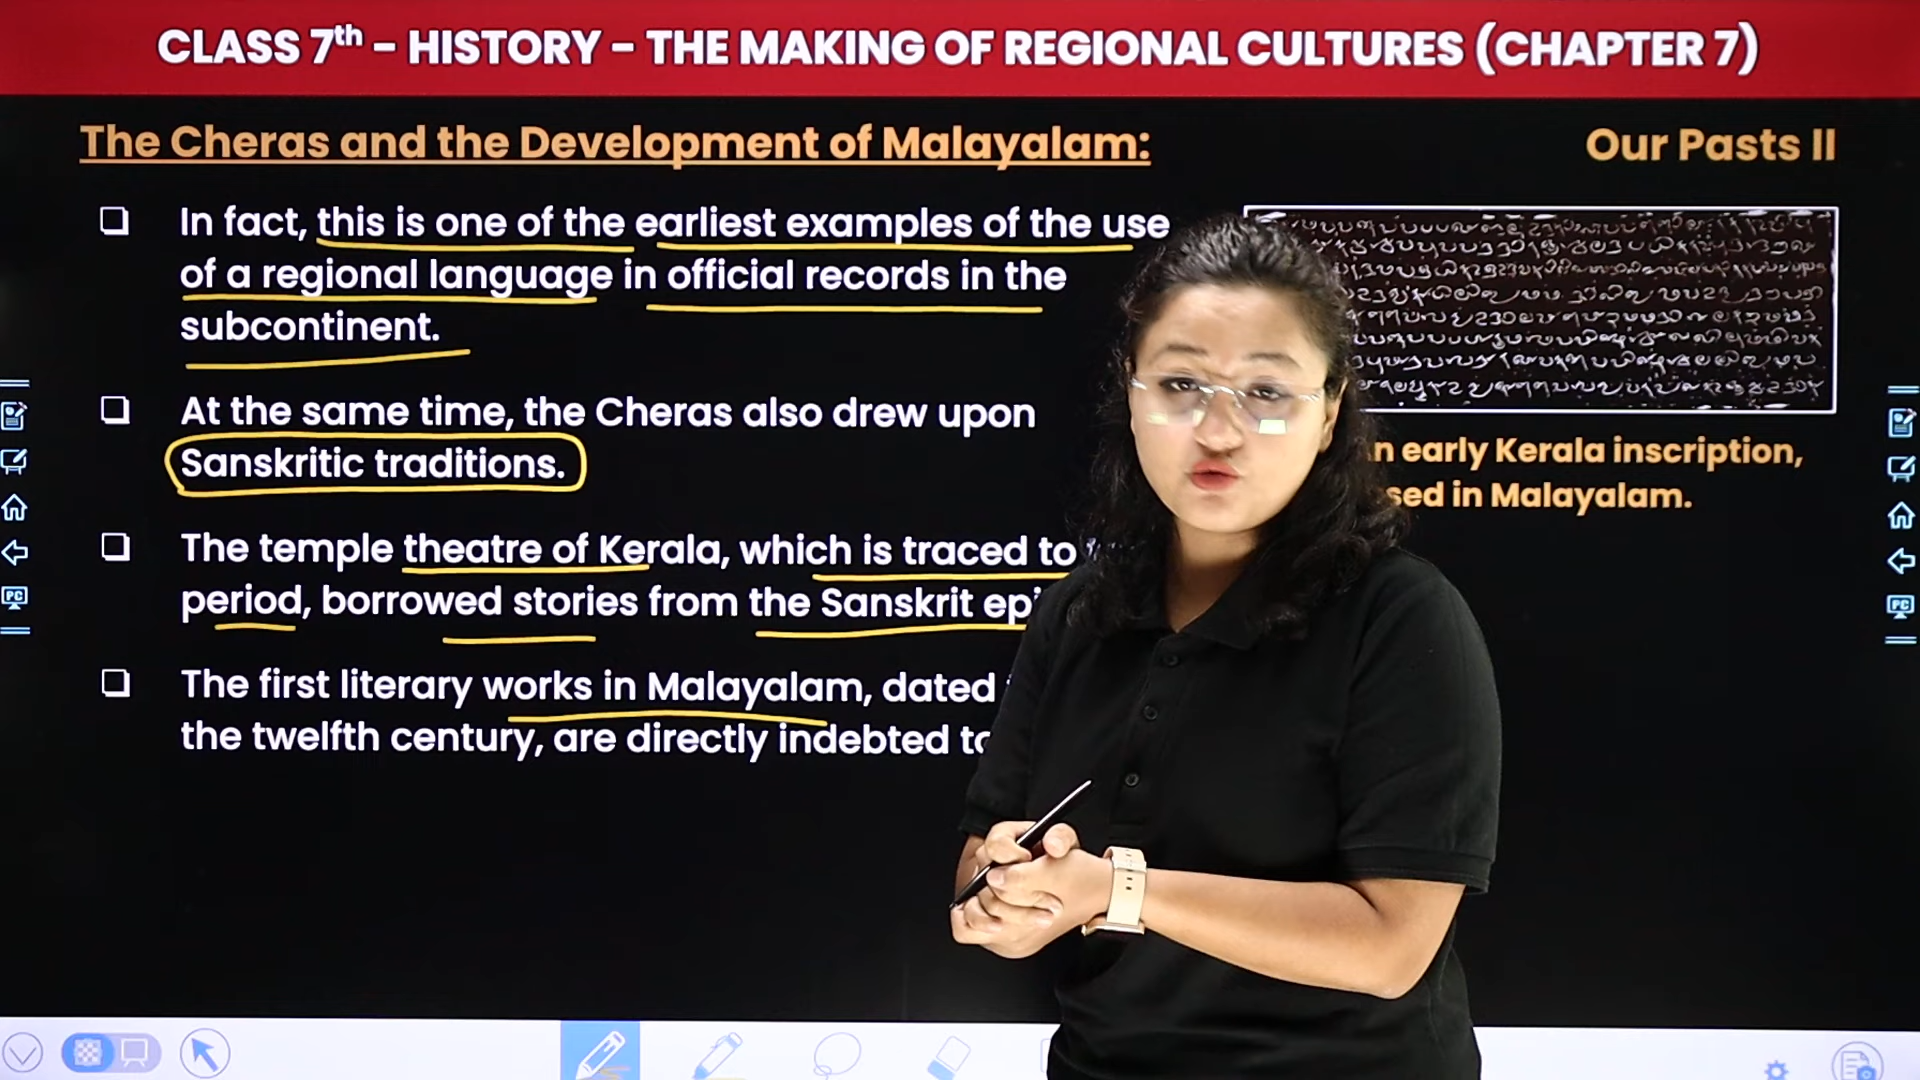 CLASS 7th – HISTORY – THE MAKING OF REGIONAL CULTURES (CHAPTER 7)
The Cheras and the Development of Malayalam:
Our Pasts II
❑ In fact, this is one of the earliest examples of the use
of a regional language in official records in the
subcontinent.
❑ At the same time, the Cheras also drew upon
Sanskritic traditions.
❑ The temple theatre of Kerala, which is traced to
period, borrowed stories from the Sanskrit
❑ The first literary works in Malayalam, dated
the twelfth century, are directly indebted
early Kerala inscription,
in Malayalam.
PC
PC